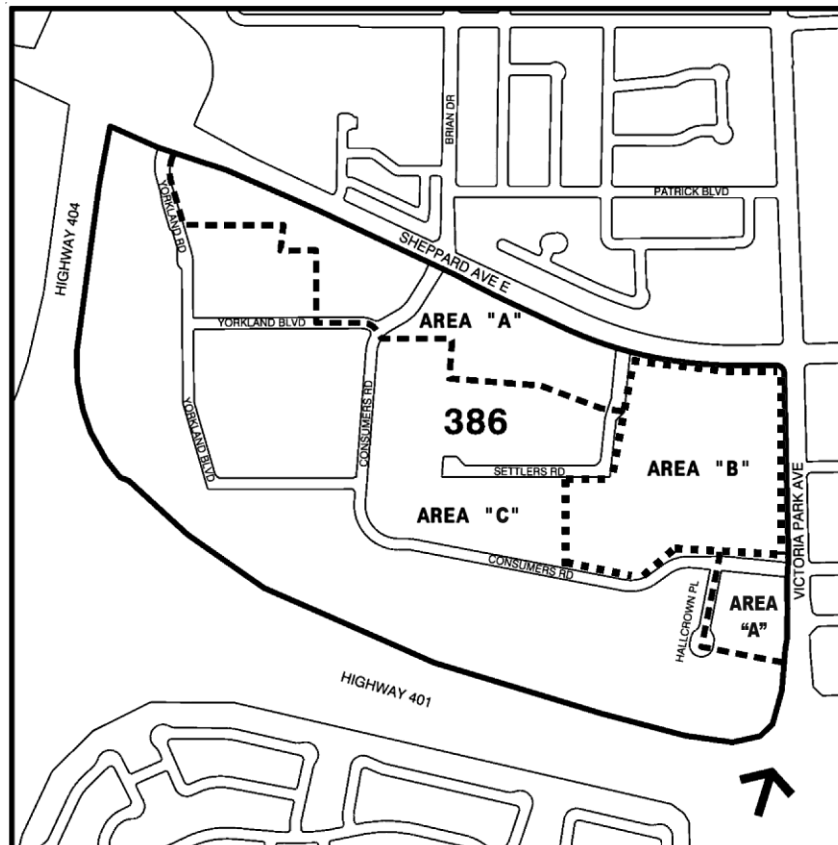 BRIAN DR
PATRICK BLVD
YORKLAND RD
HIGHWAY 404
SHEPPARD AVE E
YORKLAND BLVD
AREA "A"
CONSUMERS RD
YORKLAND BLVD
386
SETTLERS RD
AREA "B"
VICTORIA PARK AVE
AREA "C"
CONSUMERS RD
HALLCROWN PL
AREA
“A”
HIGHWAY 401